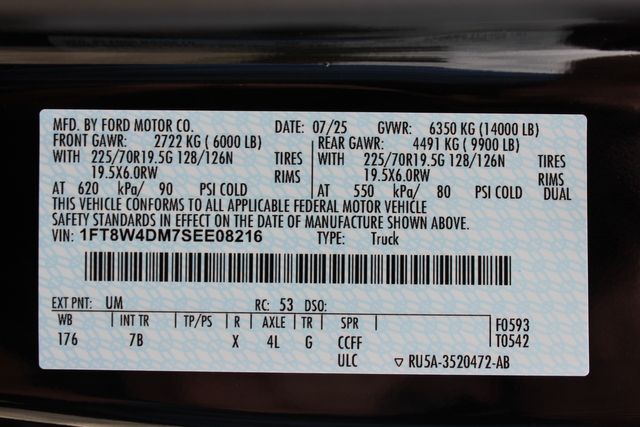 MFD. BY FORD MOTOR CO. DATE: 07/25 GVWR: 6350 KG (14000 LB)
FRONT GAWR: 2722 KG ( 6000 LB) REAR GAWR: 4491 KG ( 9900 LB)
WITH 225/70R19.5G 128/126N TIRES WITH 225/70R19.5G 128/126N TIRES
19.5X6.0RW RIMS 19.5X6.0RW RIMS
AT 620 kPa/ 90 PSI COLD AT 550 kPa/ 80 PSI COLD DUAL
THIS VEHICLE CONFORMS TO ALL APPLICABLE FEDERAL MOTOR VEHICLE
SAFETY STANDARDS IN EFFECT ON THE DATE OF MANUFACTURE SHOWN ABOVE.
VIN: 1FT8W4DM7SEE08216 TYPE: Truck
EXT PNT: UM RC: 53 DSO:
WB INT TR TP/PS R AXLE TR SPR F0593
176 7B X 4L G CCFF T0542
ULC RU5A-3520472-AB